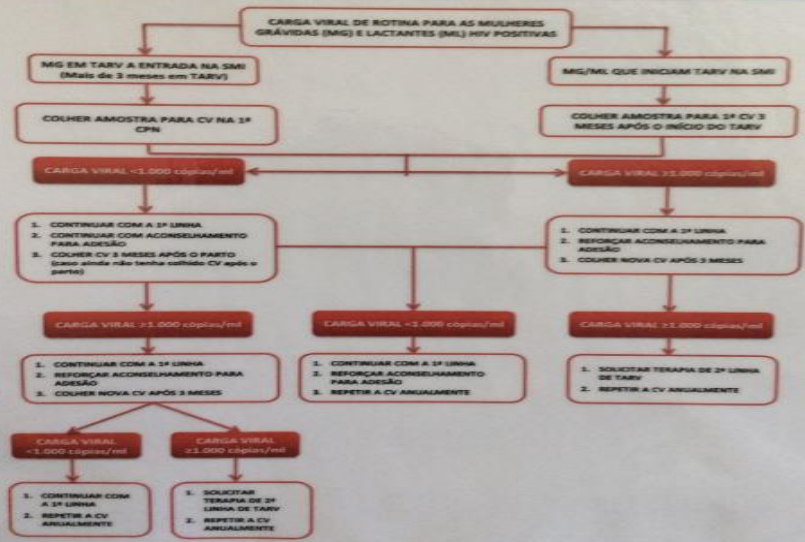 CARGA VIRAL DE ROTINA PARA AS MULHERES
GRÁVIDAS (MG) E LACTANTES (ML) HIV POSITIVAS
MG EM TARV A ENTRADA NA SMI
(Mais de 3 meses em TARV)
MG/ML QUE INICIAM TARV NA SMI
COLHER AMOSTRA PARA CV NA 1ª
CPN
COLHER AMOSTRA PARA 1ª CV 3
MESES APÓS O INÍCIO DO TARV
CARGA VIRAL <1.000 cópias/ml
CARGA VIRAL ≥1.000 cópias/ml
1. CONTINUAR COM A 1ª LINHA
2. CONTINUAR COM ACONSELHAMENTO
PARA ADESÃO
3. COLHER CV 3 MESES APÓS O PARTO
(caso ainda não tenha colhido CV após o
parto)
1. CONTINUAR COM A 1ª LINHA
2. REFORÇAR ACONSELHAMENTO PARA
ADESÃO
3. COLHER NOVA CV APÓS 3 MESES
CARGA VIRAL ≥1.000 cópias/ml
CARGA VIRAL <1.000 cópias/ml
CARGA VIRAL ≥1.000 cópias/ml
1. CONTINUAR COM A 1ª LINHA
2. REFORÇAR ACONSELHAMENTO PARA
ADESÃO
3. COLHER NOVA CV APÓS 3 MESES
1. CONTINUAR COM A 1ª LINHA
2. REFORÇAR ACONSELHAMENTO
PARA ADESÃO
3. REPETIR A CV ANUALMENTE
1. SOLICITAR TERAPIA DE 2ª LINHA
DE TARV
2. REPETIR A CV ANUALMENTE
CARGA VIRAL
<1.000 cópias/ml
CARGA VIRAL
≥1.000 cópias/ml
1. CONTINUAR COM
A 1ª LINHA
2. REPETIR A CV
ANUALMENTE
1. SOLICITAR
TERAPIA DE 2ª
LINHA DE TARV
2. REPETIR A CV
ANUALMENTE